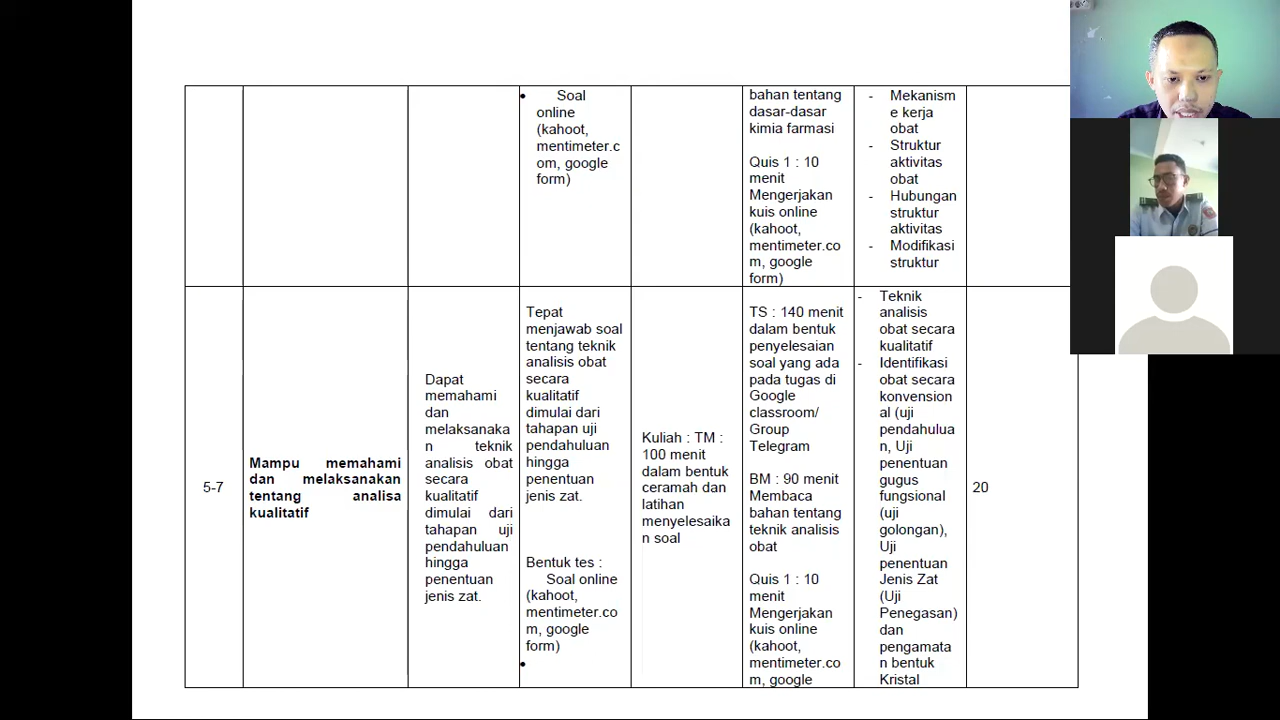 Soal
online
(kahoot,
mentimeter.c
om, google
form)
bahan tentang
dasar-dasar
kimia farmasi
Quis 1 : 10
menit
Mengerjakan
kuis online
(kahoot,
mentimeter.co
m, google
form)
- Mekanism
e kerja
obat
- Struktur
aktivitas
obat
- Hubungan
struktur
aktivitas
- Modifikasi
struktur
5-7
Mampu memahami
dan melaksanakan
tentang analisa
kualitatif
Dapat
memahami
dan
melaksanaka
n teknik
analisis obat
secara
kualitatif
dimulai dari
tahapan uji
pendahuluan
hingga
penentuan
jenis zat.
Tepat
menjawab soal
tentang teknik
analisis obat
secara
kualitatif
dimulai dari
tahapan uji
pendahuluan
hingga
penentuan
jenis zat.
Bentuk tes :
Soal online
(kahoot,
mentimeter.co
m, google
form)
Kuliah : TM :
100 menit
dalam bentuk
ceramah dan
latihan
menyelesaika
n soal
TS : 140 menit
dalam bentuk
penyelesaian
soal yang ada
pada tugas di
Google
classroom/
Group
Telegram
BM : 90 menit
Membaca
bahan tentang
teknik analisis
obat
Quis 1 : 10
menit
Mengerjakan
kuis online
(kahoot,
mentimeter.co
m, google
- Teknik
analisis
obat secara
kualitatif
- Identifikasi
obat secara
konvension
al (uji
pendahulua
n, Uji
penentuan
gugus
fungsional
(uji
golongan),
Uji
penentuan
Jenis Zat
(Uji
Penegasan)
dan
pengamata
n bentuk
Kristal
20